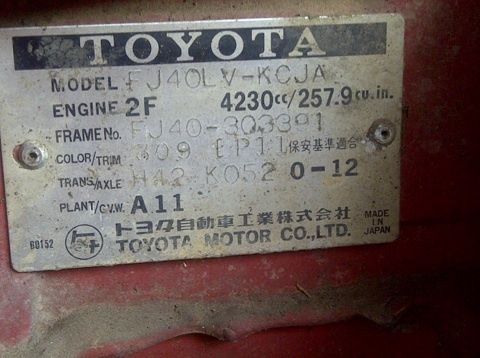 TOYOTA
MODEL FJ40LV-KCJA
ENGINE 2F 4230cc/257.9cu.in.
FRAME No. FJ40-303391
COLOR/TRIM 309 LP11 保安基準適合
TRANS/AXLE H42 K052 O-12
PLANT/G.V.W. A11
トヨタ自動車工業株式会社
TOYOTA MOTOR CO.,LTD.
MADE IN JAPAN
60152